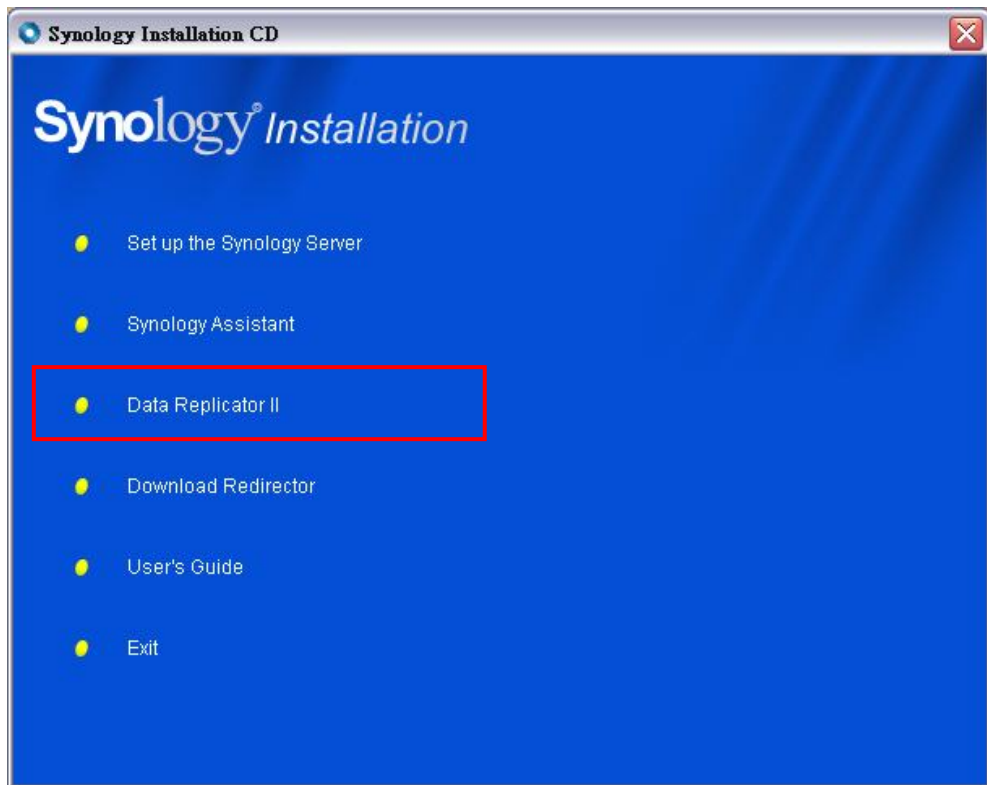 Synology Installation CD
Synology® Installation
Set up the Synology Server
Synology Assistant
Data Replicator II
Download Redirector
User's Guide
Exit